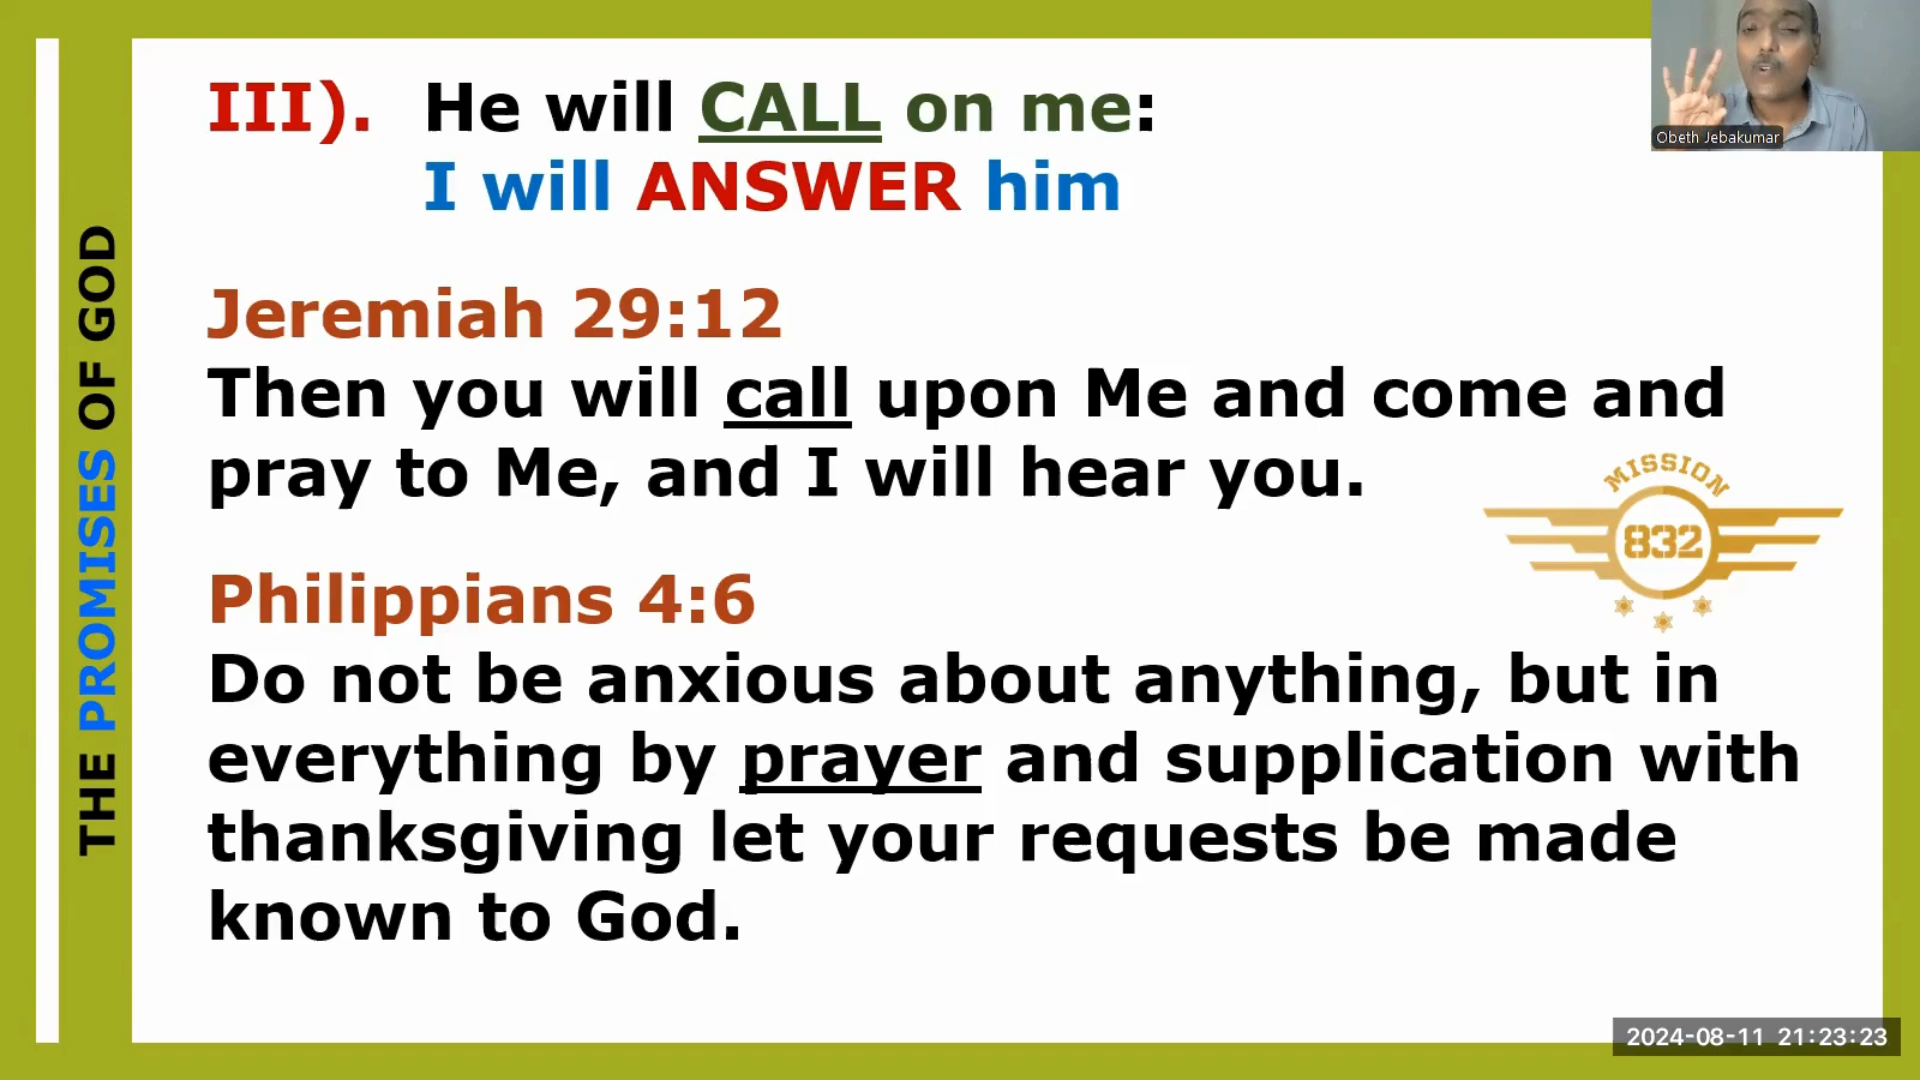 III). He will CALL on me:
I will ANSWER him
Obeth Jebakumar
THE PROMISES OF GOD
Jeremiah 29:12
Then you will call upon Me and come and
pray to Me, and I will hear you.
MISSION
832
Philippians 4:6
Do not be anxious about anything, but in
everything by prayer and supplication with
thanksgiving let your requests be made
known to God.
2024-08-11 21:23:23